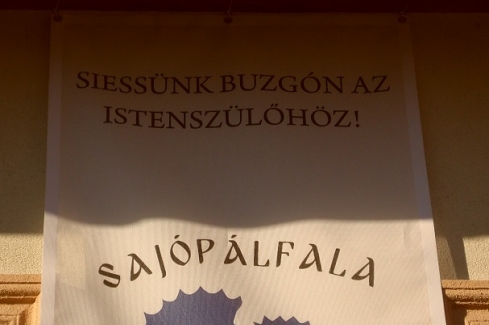 SIESSÜNK BUZGÓN AZ
ISTENSZÜLŐHÖZ!
SAJÓPÁLFALA